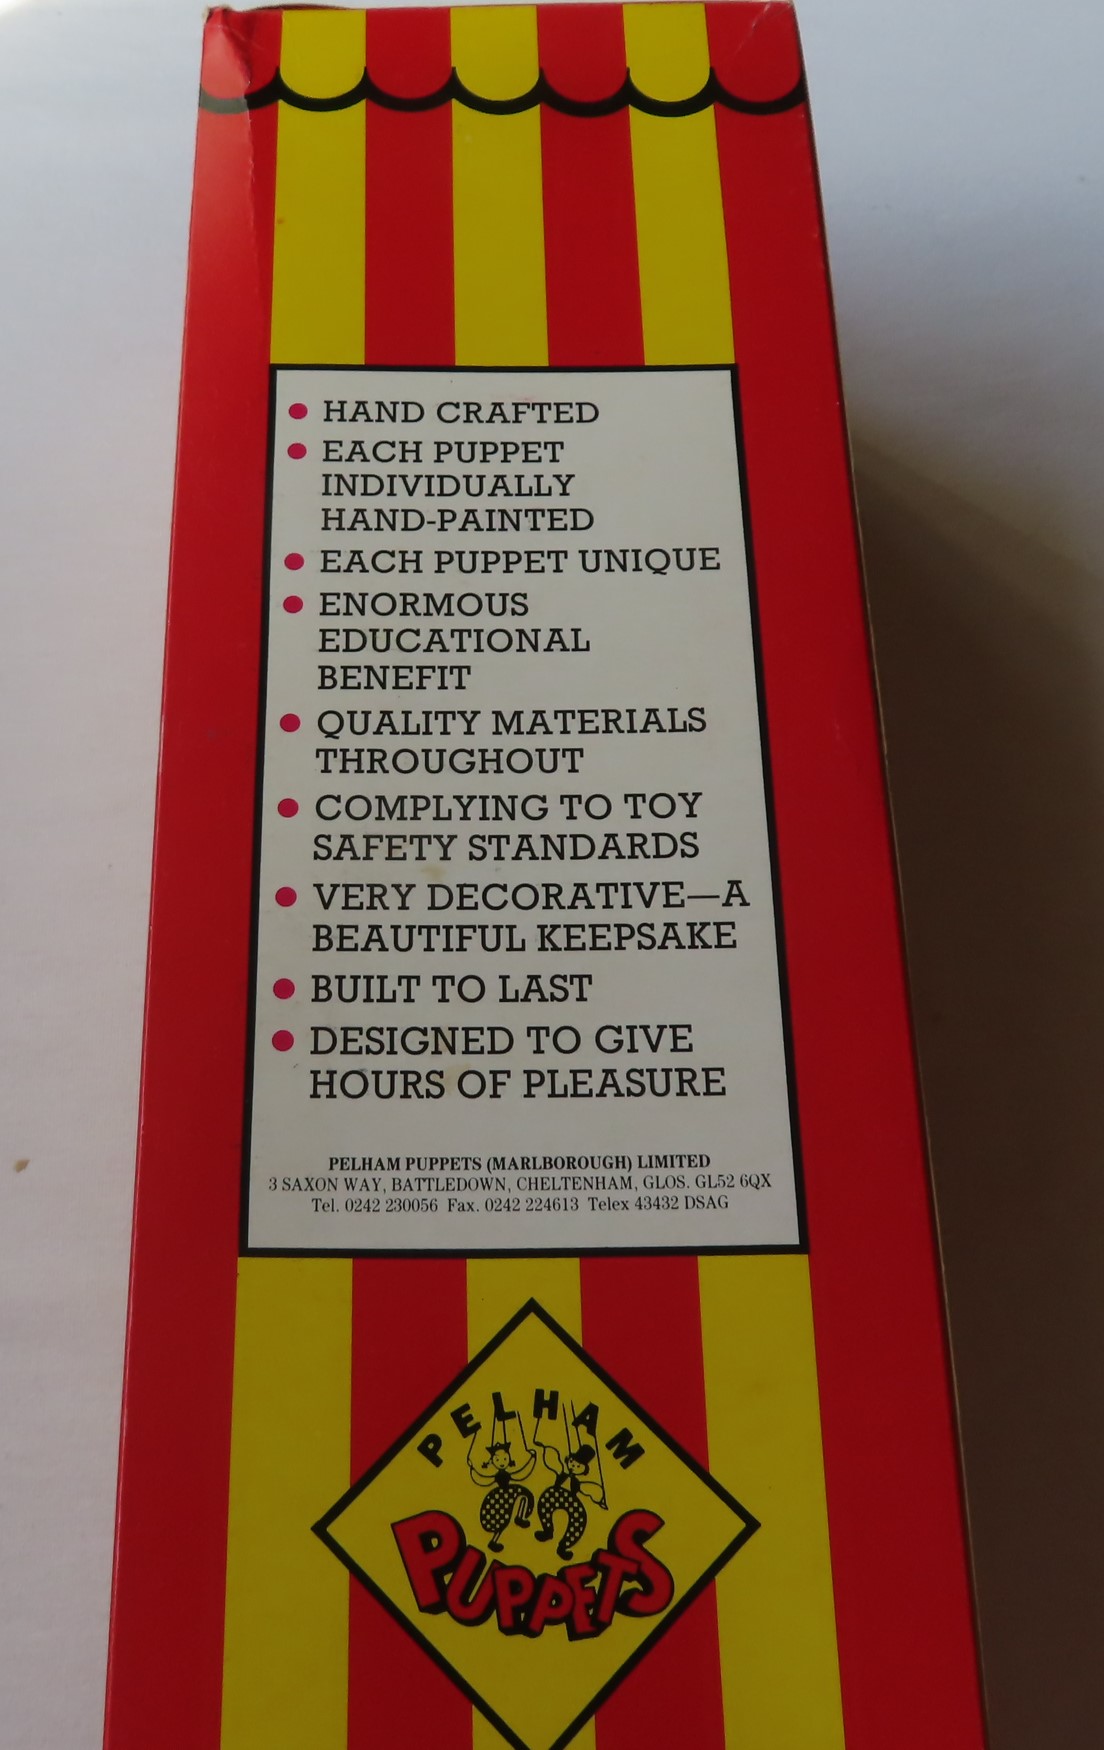 ● HAND CRAFTED
● EACH PUPPET
INDIVIDUALLY
HAND-PAINTED
● EACH PUPPET UNIQUE
● ENORMOUS
EDUCATIONAL
BENEFIT
● QUALITY MATERIALS
THROUGHOUT
● COMPLYING TO TOY
SAFETY STANDARDS
● VERY DECORATIVE—A
BEAUTIFUL KEEPSAKE
● BUILT TO LAST
● DESIGNED TO GIVE
HOURS OF PLEASURE
PELHAM PUPPETS (MARLBOROUGH) LIMITED
3 SAXON WAY, BATTLEDOWN, CHELTENHAM, GLOS. GL52 6QX
Tel. 0242 230056 Fax. 0242 224613 Telex 43432 DSAG
PELHAM
PUPPETS